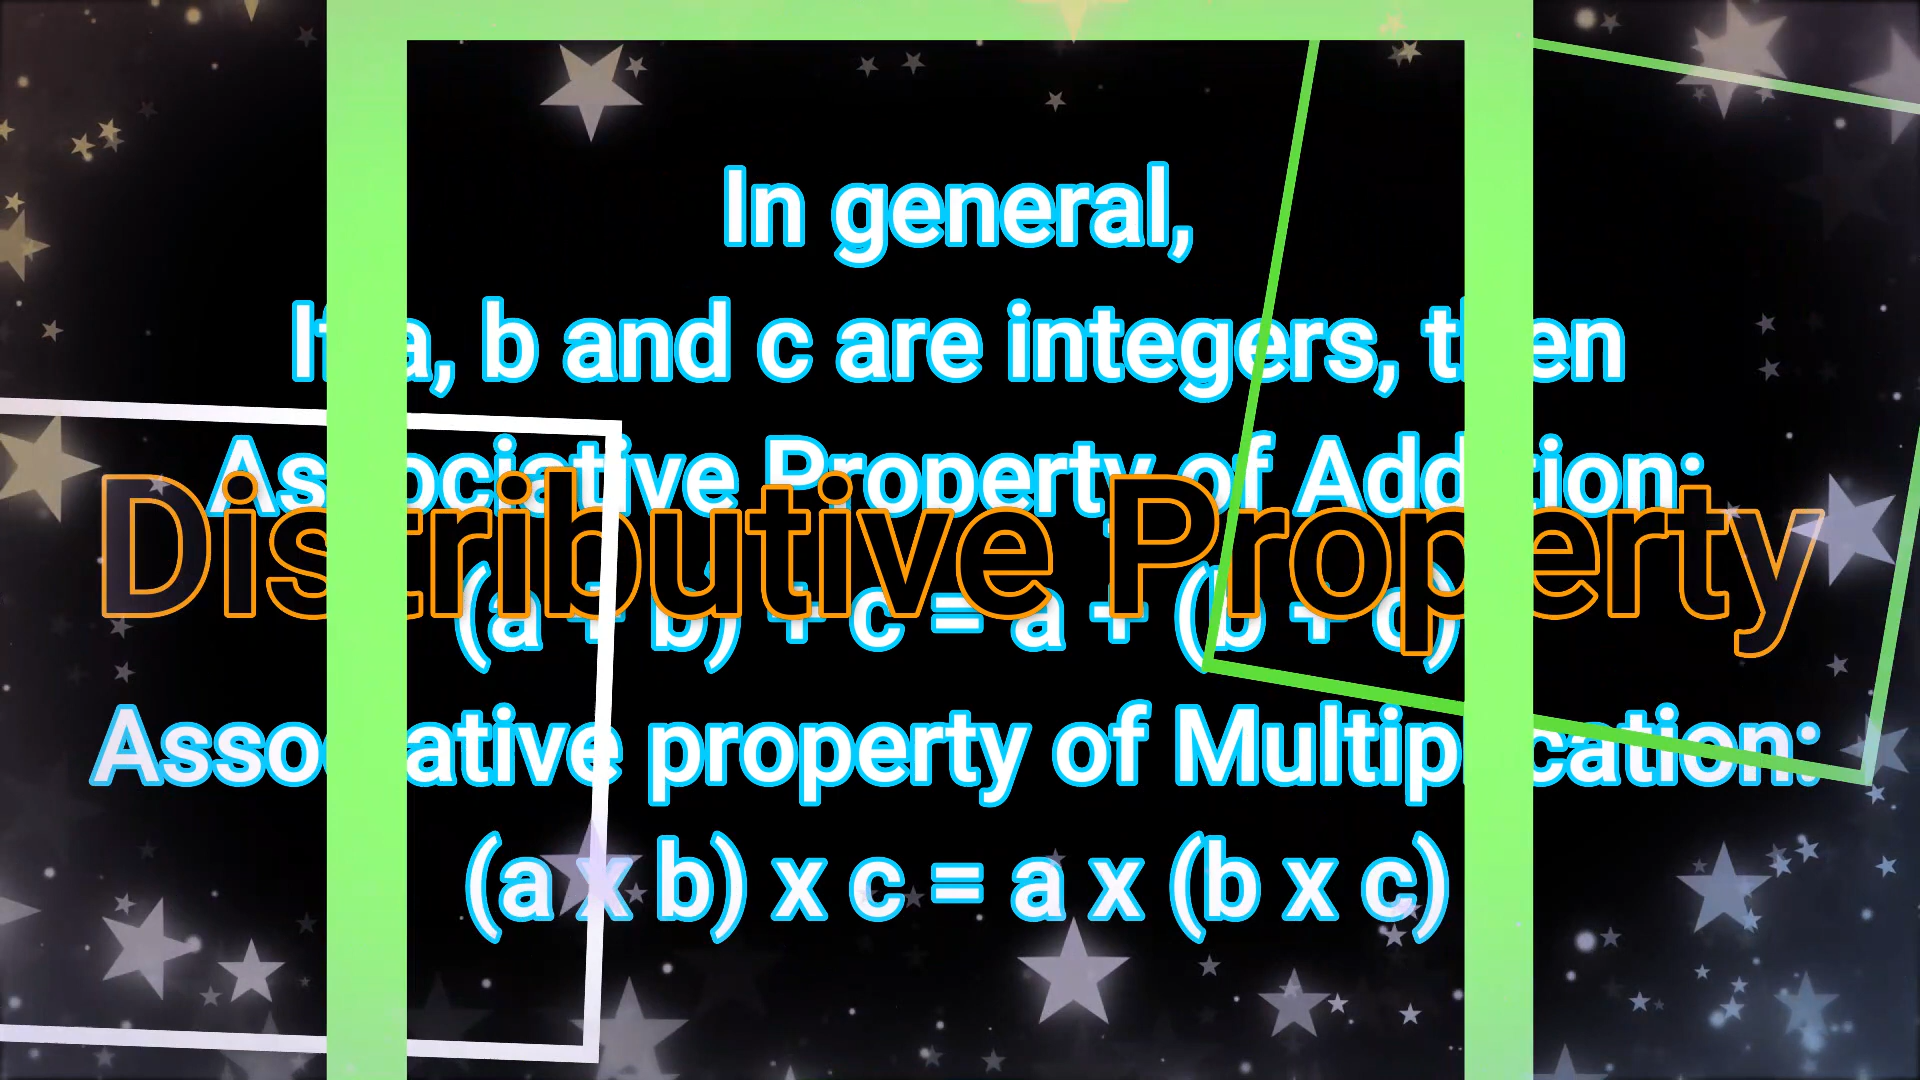 In general,
If a, b and c are integers, then
Associative Property of Addition:
Distributive Property
(a + b) + c = a + (b + c)
Associative property of Multiplication:
(a x b) x c = a x (b x c)